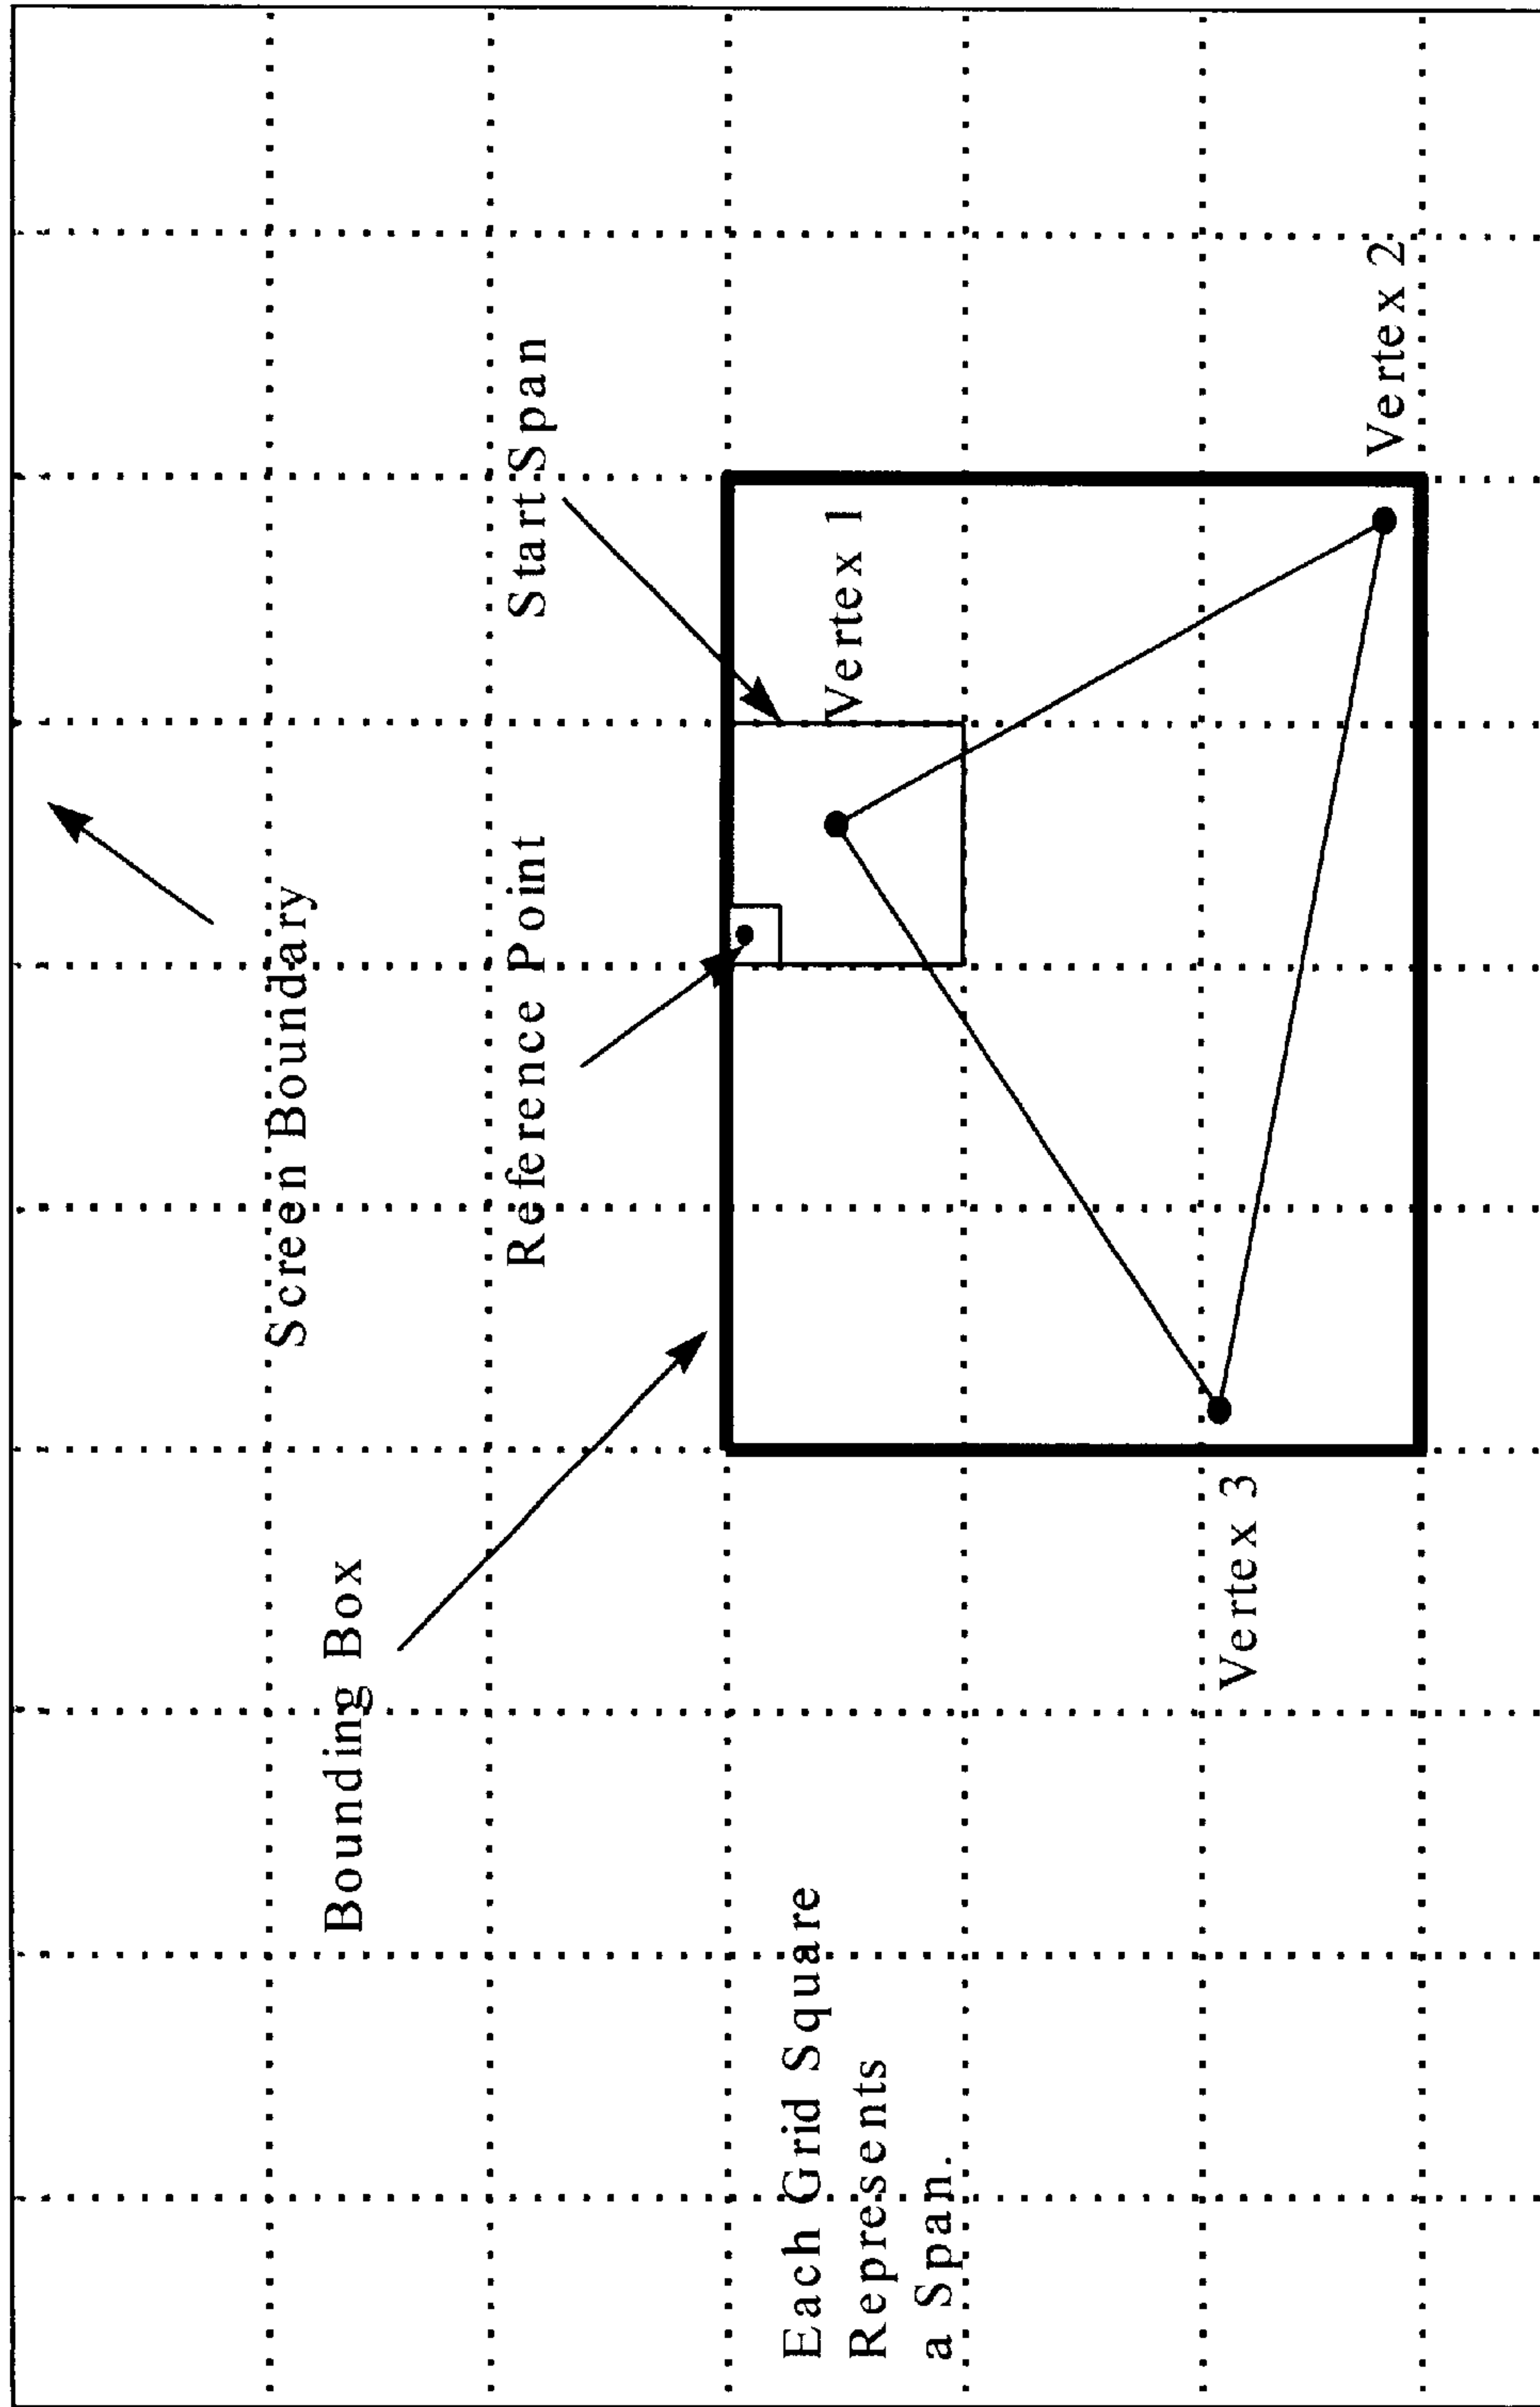 Screen Boundary
Bounding Box
Reference Point
Start Span
Each Grid Square
Represents
a Span.
Vertex 1
Vertex 3
Vertex 2